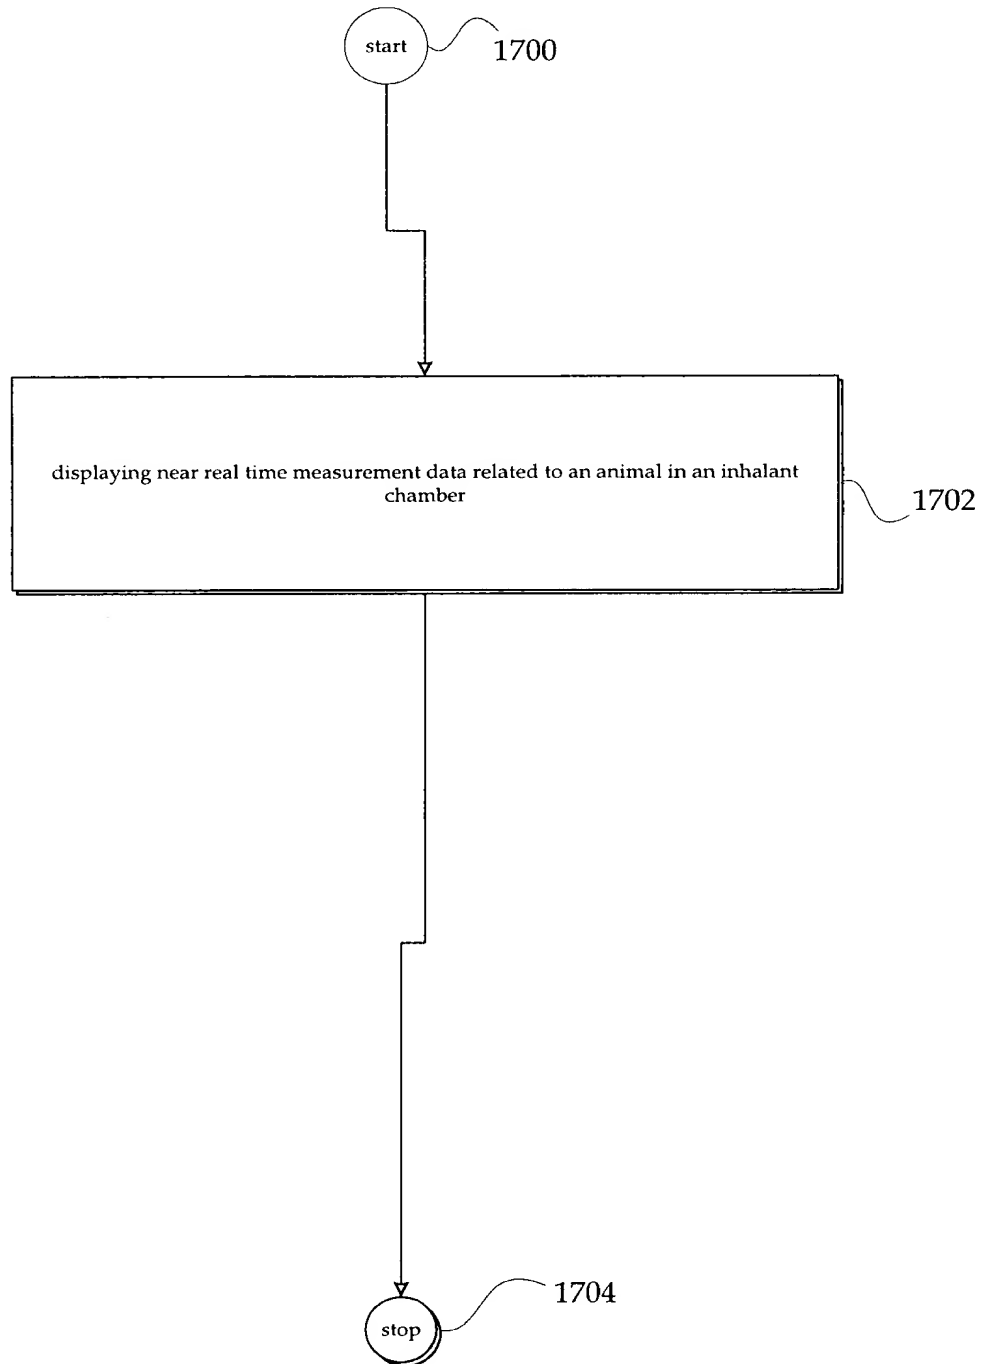 start
1700
displaying near real time measurement data related to an animal in an inhalant
chamber
1702
1704
stop